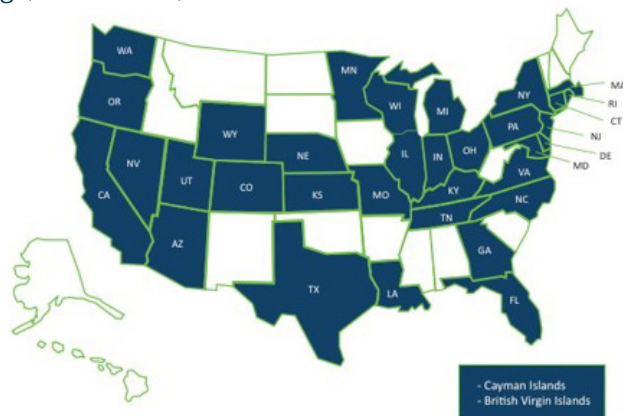 WA
OR
CA
NV
UT
AZ
WY
CO
NE
KS
TX
MN
WI
IL
MO
LA
MI
IN
OH
KY
TN
GA
FL
NY
PA
VA
NC
MA
RI
CT
NJ
DE
MD
- Cayman Islands
- British Virgin Islands